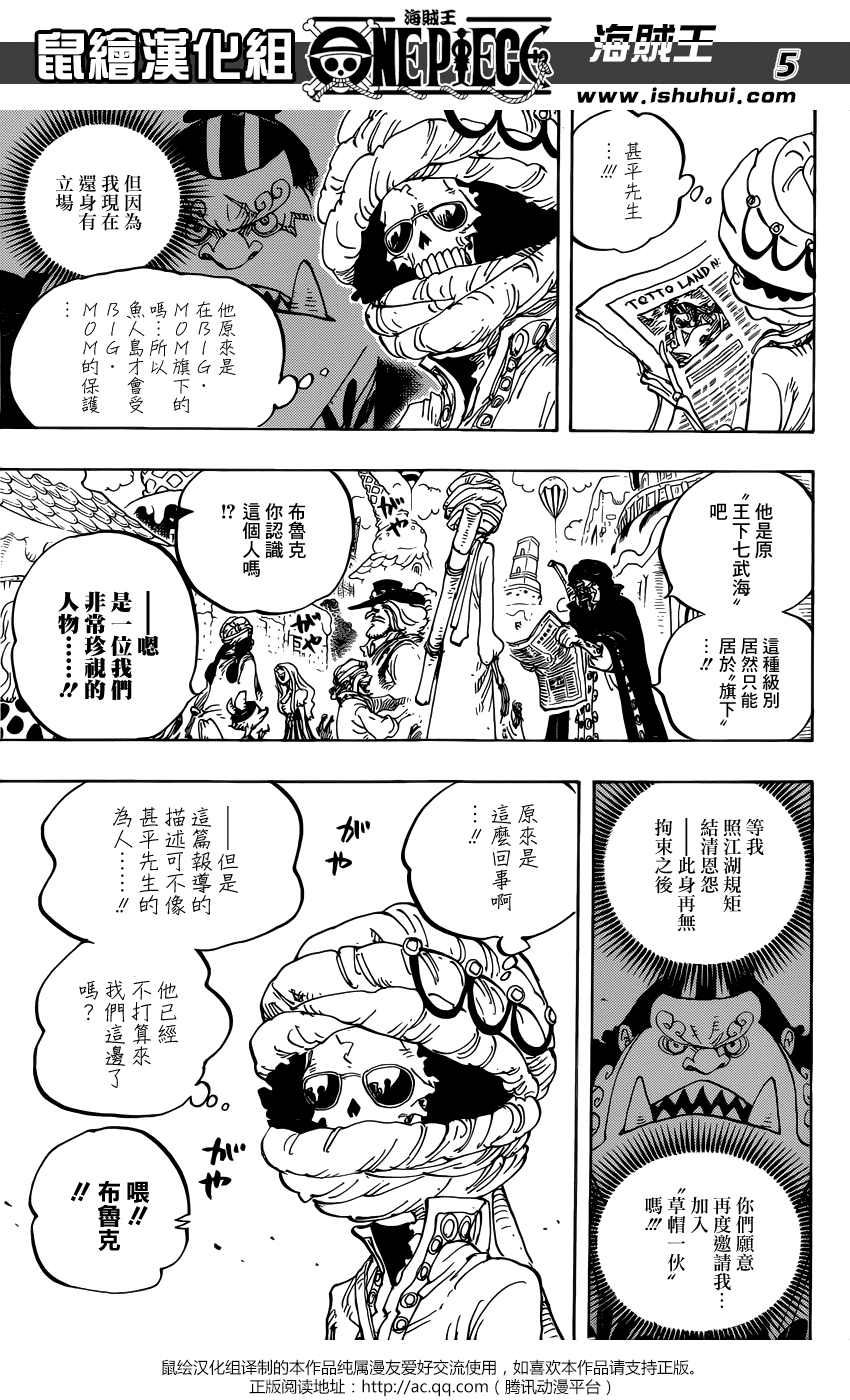 鼠繪漢化組
海賊王
ONE PIECE
海賊王
5
www.ishuhui.com
甚平先生
…!!!
TOTTO LAND N
但因為
我現在
還身有
立場
他原來是
在BIG・
MOM旗下的
嗎…所以
魚人島才會受
BIG・
MOM的保護
…
他是原
〝王下七武海〞
吧
這種級別
居然只能
居於〝旗下〞
…!!
がや
がや
布魯克
你認識
這個人嗎
!?
——嗯
是一位我們
非常珍視的
人物……!!
等我
照江湖規矩
結清恩怨
——此身再無
拘束之後
你們願意
再度邀請我…
加入
〝草帽一伙〞
嗎!!!
原來是
這麼回事啊
…!!
がや
——但是
這篇報導的
描述可不像
甚平先生的
為人……!!
他已經
不打算來
我們這邊了
嗎？
がや
喂!!
布魯克
!!
鼠绘汉化组译制的本作品纯属漫友爱好交流使用，如喜欢本作品请支持正版。
正版阅读地址：http://ac.qq.com（腾讯动漫平台）